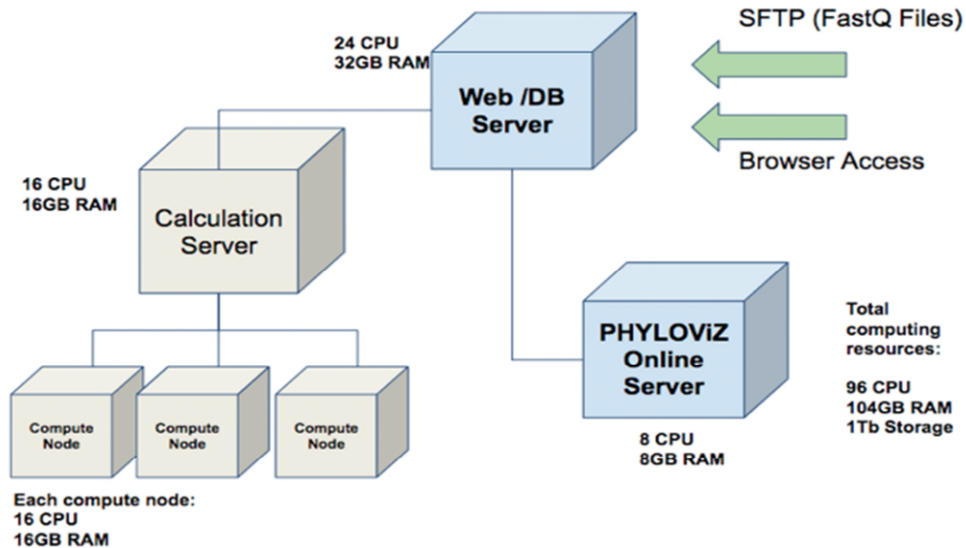 SFTP (FastQ Files)
24 CPU
32GB RAM
Web /DB
Server
Browser Access
16 CPU
16GB RAM
Calculation
Server
PHYLOViZ
Online
Server
Total
computing
resources:
96 CPU
104GB RAM
1Tb Storage
8 CPU
8GB RAM
Compute
Node
Compute
Node
Compute
Node
Each compute node:
16 CPU
16GB RAM